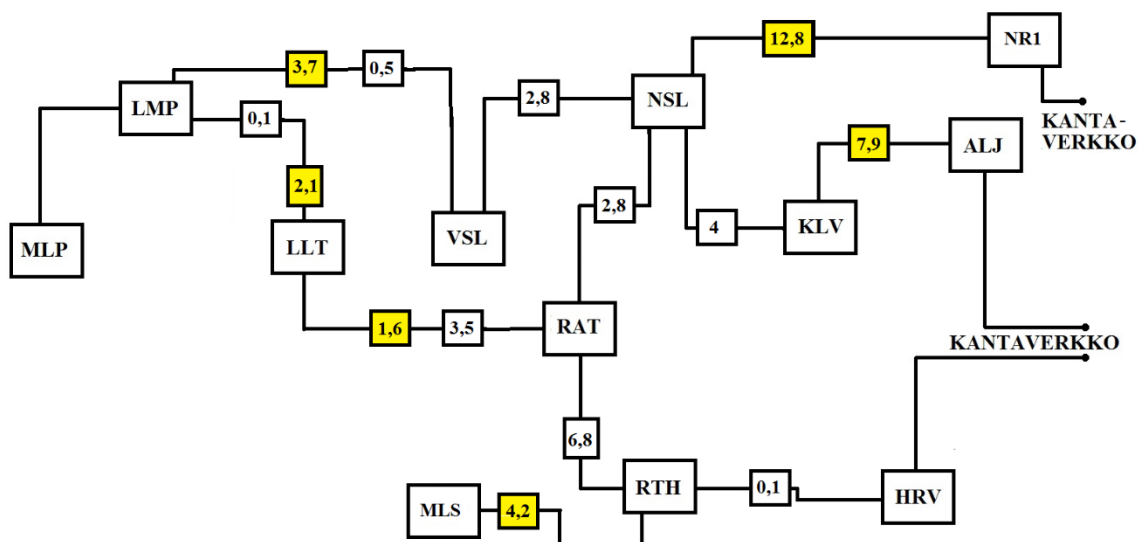 12,8
NR1
3,7
0,5
LMP
2,8
NSL
0,1
KANTA-
VERKKO
7,9
ALJ
2,1
2,8
4
KLV
MLP
LLT
VSL
1,6
3,5
RAT
KANTAVERKKO
6,8
RTH
0,1
HRV
MLS
4,2